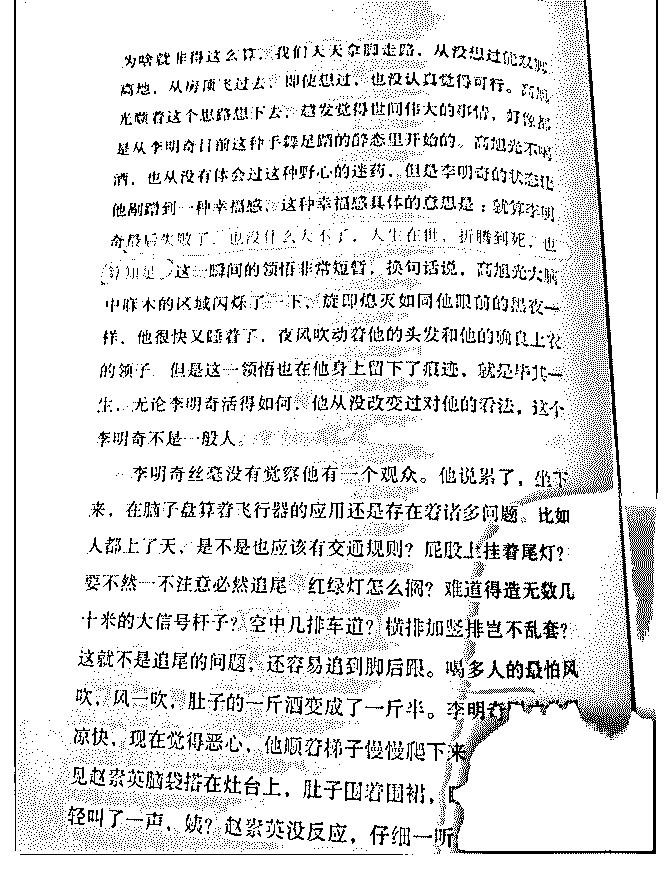 为啥就非得这么算,我们天天拿脚走路,从没想过能双脚
离地,从房顶飞过去,即使想过,也没认真觉得可行。高旭
光顺着这个思路想下去,越发觉得世间伟大的事情,好像都
是从李明奇目前这种手舞足蹈的静态里开始的。高旭光不喝
酒,也从没有体会过这种野心的迷药,但是李明奇的状态让
他剐蹭到一种幸福感,这种幸福感具体的意思是:就算李明
奇最后失败了,也没什么大不了,人生在世,折腾到死,也
算知足。这一瞬间的领悟非常短暂,换句话说,高旭光大脑
中麻木的区域闪烁了一下,旋即熄灭如同他眼前的黑夜一
样,他很快又睡着了,夜风吹动着他的头发和他的确良上衣
的领子。但是这一领悟也在他身上留下了痕迹,就是毕其一
生,无论李明奇活得如何,他从没改变过对他的看法,这个
李明奇不是一般人。
李明奇丝毫没有觉察他有一个观众。他说累了,坐下
来,在脑子盘算着飞行器的应用还是存在着诸多问题。比如
人都上了天,是不是也应该有交通规则?屁股上挂着尾灯?
要不然一不注意必然追尾。红绿灯怎么搁?难道得造无数几
十米的大信号杆子?空中几排车道?横排加竖排岂不乱套?
这就不是追尾的问题,还容易追到脚后跟。喝多人的最怕风
吹,风一吹,肚子的一斤酒变成了一斤半。李明奇
凉快,现在觉得恶心,他顺着梯子慢慢爬下来
见赵素英脑袋搭在灶台上,肚子围着围裙,
轻叫了一声,姨?赵素英没反应,仔细一听